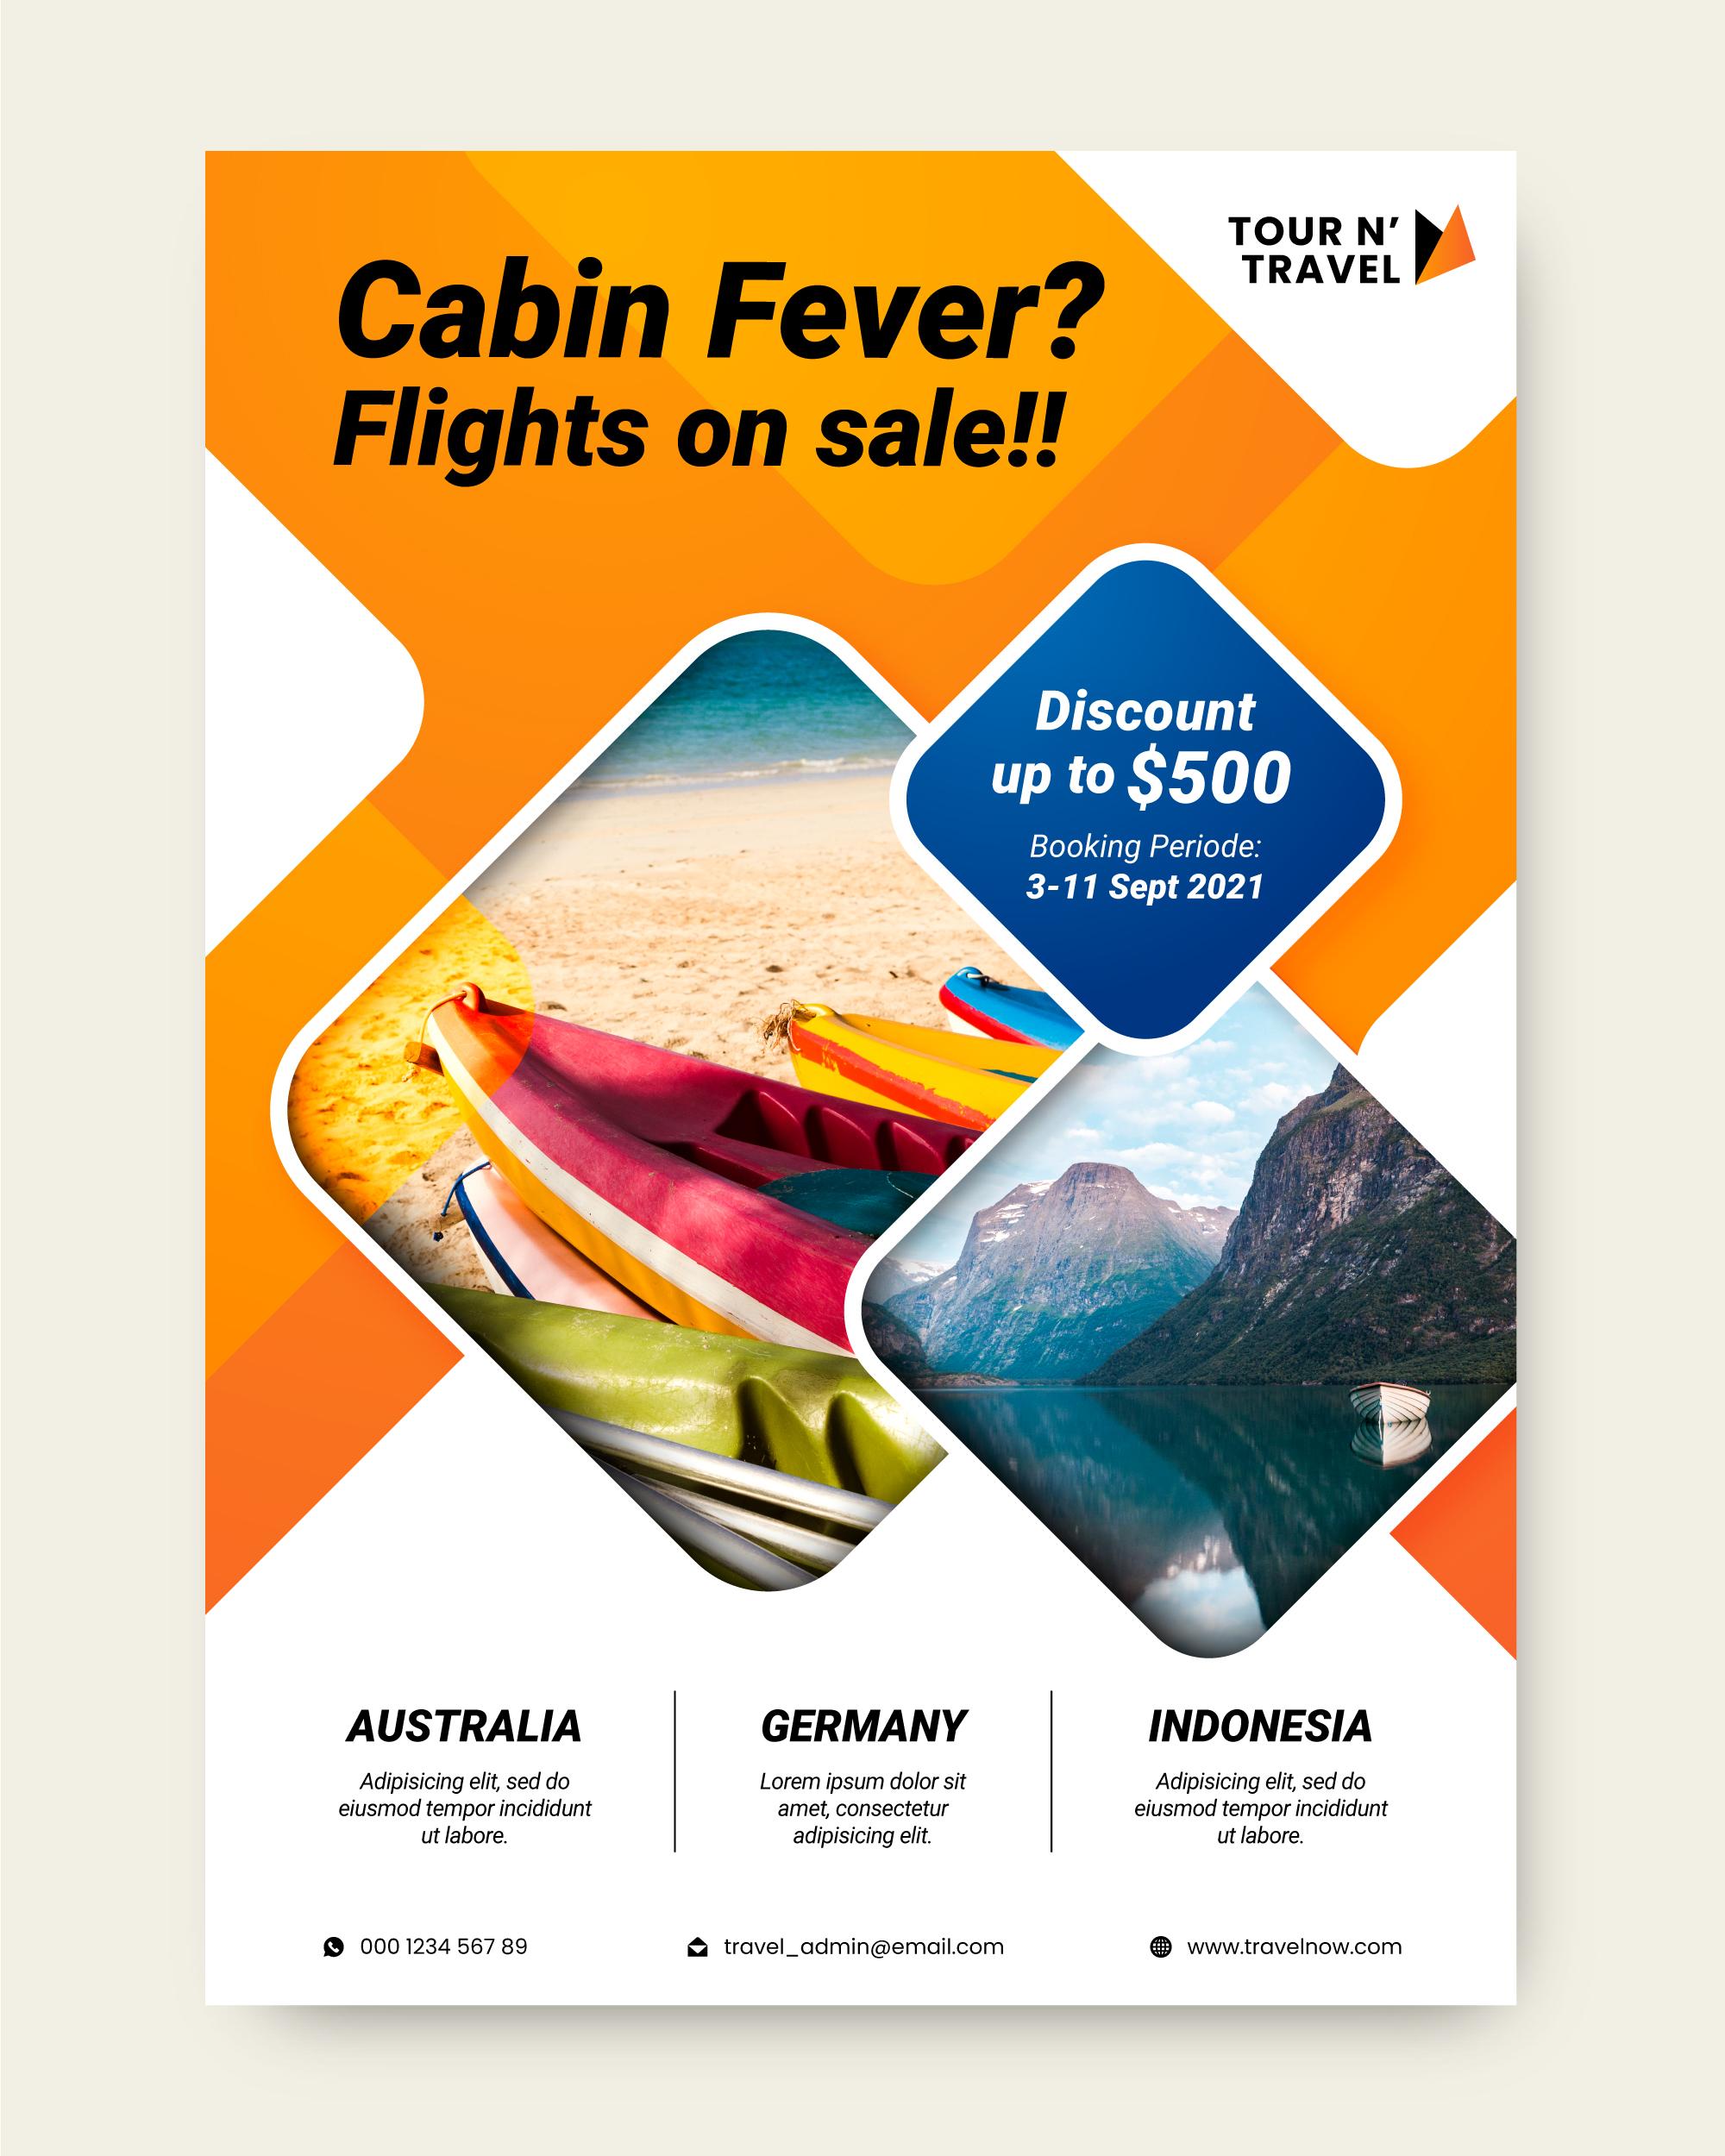 TOUR N’
TRAVEL
Cabin Fever?
Flights on sale!!
Discount
up to $500
Booking Periode:
3-11 Sept 2021
AUSTRALIA
Adipisicing elit, sed do
eiusmod tempor incididunt
ut labore.
GERMANY
Lorem ipsum dolor sit
amet, consectetur
adipisicing elit.
INDONESIA
Adipisicing elit, sed do
eiusmod tempor incididunt
ut labore.
000 1234 567 89
travel_admin@email.com
www.travelnow.com